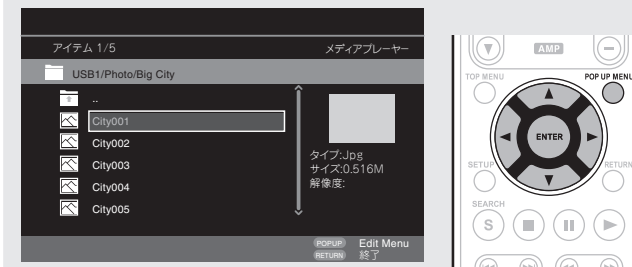 アイテム 1/5
メディアプレーヤー
USB1/Photo/Big City
..
City001
City002
City003
City004
City005
タイプ:Jpg
サイズ:0.516M
解像度:
POPUP Edit Menu
RETURN 終了
AMP
TOP MENU
POP UP MENU
ENTER
SETUP
RETURN
SEARCH
S